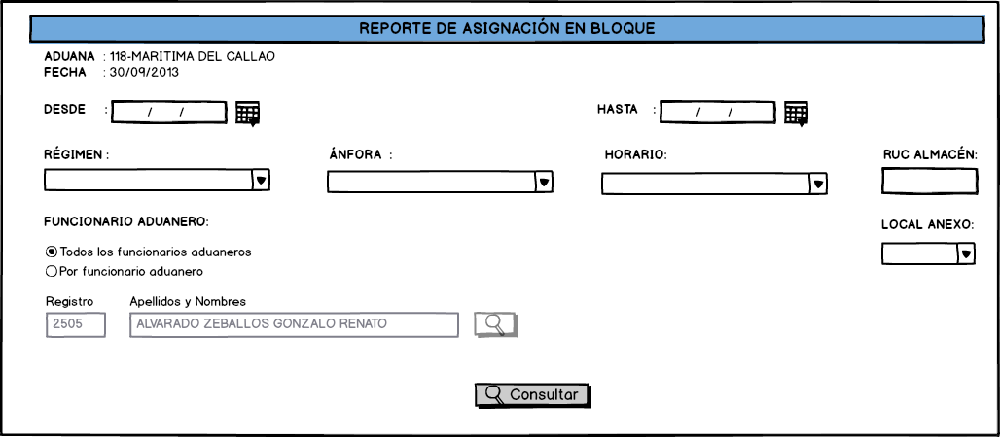 REPORTE DE ASIGNACIÓN EN BLOQUE
ADUANA : 118-MARITIMA DEL CALLAO
FECHA : 30/09/2013
DESDE : / / HASTA : / /
RÉGIMEN : ÁNFORA : HORARIO: RUC ALMACÉN:
FUNCIONARIO ADUANERO: LOCAL ANEXO:
Todos los funcionarios aduaneros
Por funcionario aduanero
Registro Apellidos y Nombres
2505 ALVARADO ZEBALLOS GONZALO RENATO
Consultar